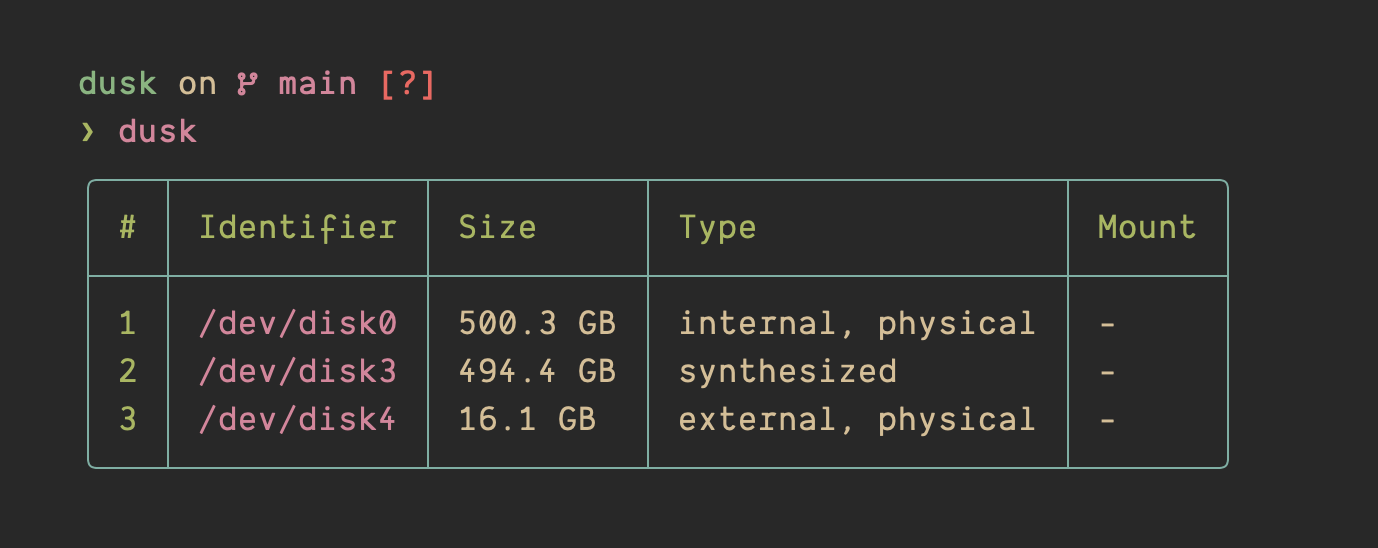 dusk on main [?]
❯ dusk
# Identifier Size Type Mount
1 /dev/disk0 500.3 GB internal, physical -
2 /dev/disk3 494.4 GB synthesized -
3 /dev/disk4 16.1 GB external, physical -